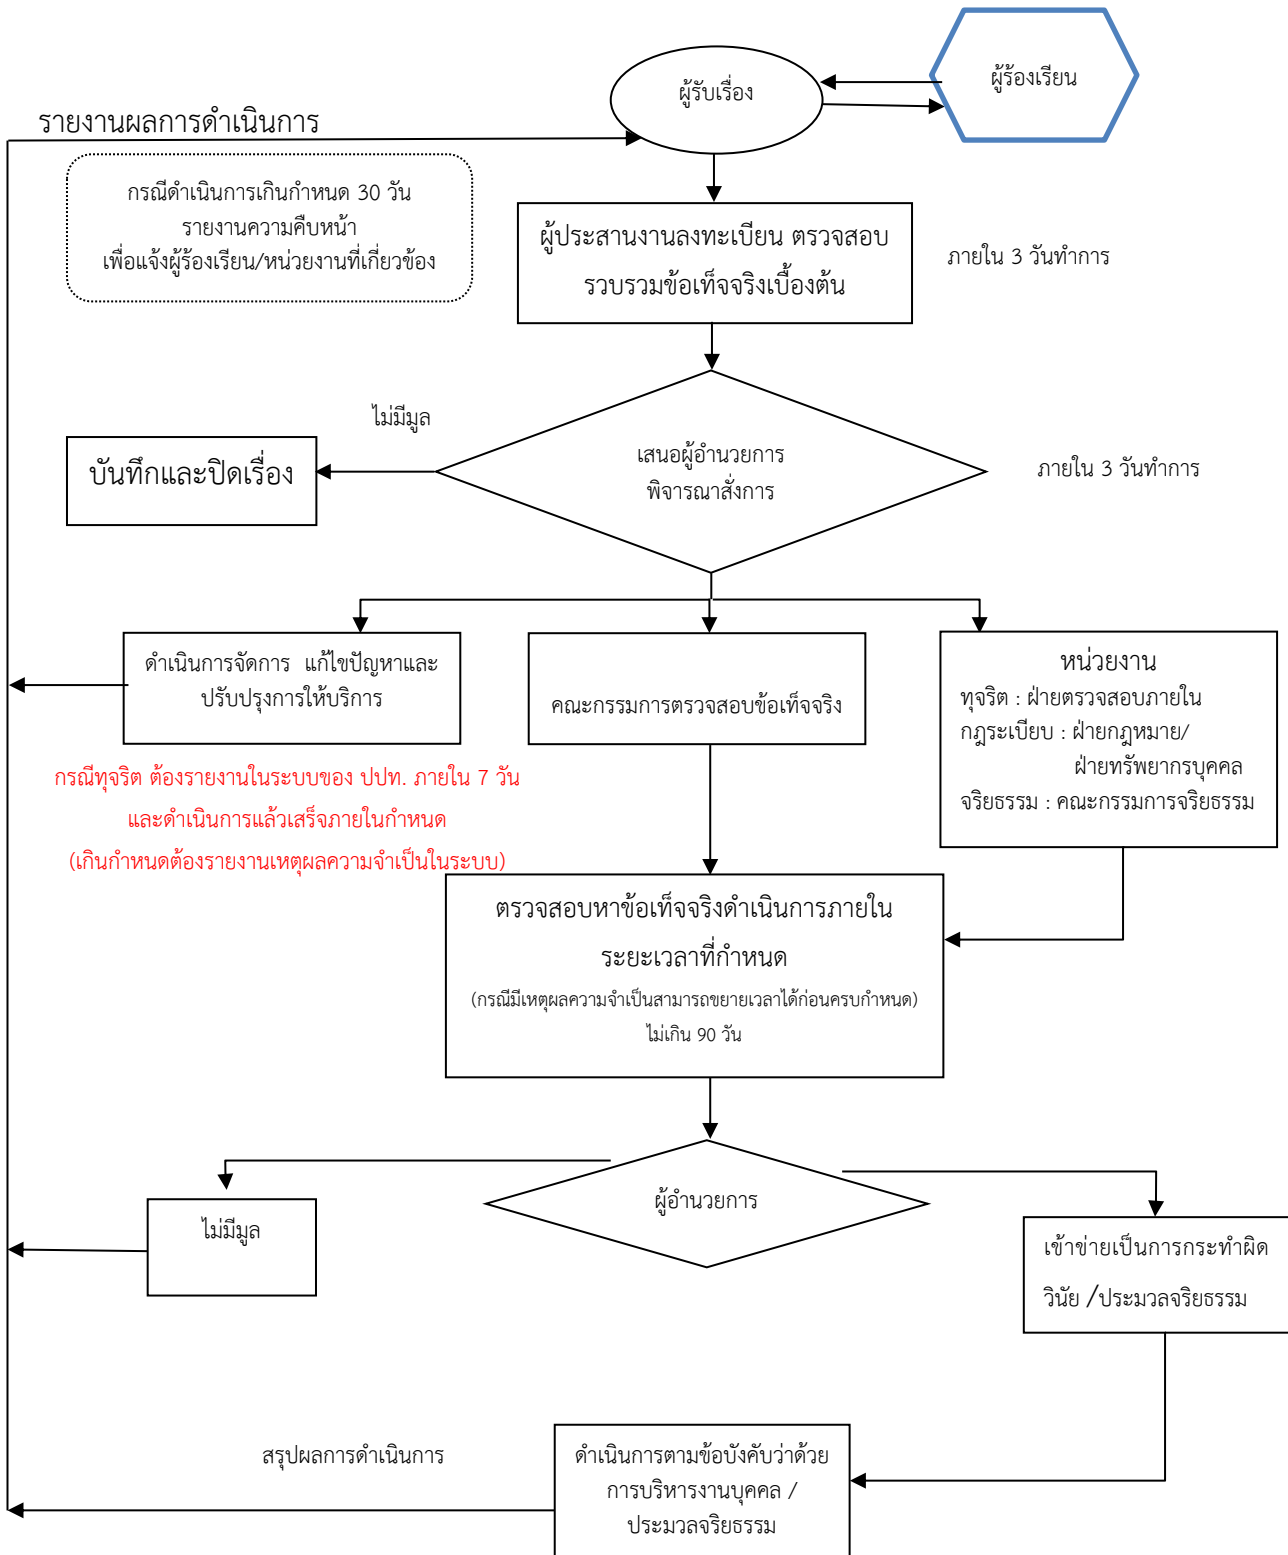 ผู้ร้องเรียน
ผู้รับเรื่อง
รายงานผลการดำเนินการ
กรณีดำเนินการเกินกำหนด 30 วัน
รายงานความคืบหน้า
เพื่อแจ้งผู้ร้องเรียน/หน่วยงานที่เกี่ยวข้อง
ผู้ประสานงานลงทะเบียน ตรวจสอบ
รวบรวมข้อเท็จจริงเบื้องต้น
ภายใน 3 วันทำการ
ไม่มีมูล
บันทึกและปิดเรื่อง
เสนอผู้อำนวยการ
พิจารณาสั่งการ
ภายใน 3 วันทำการ
ดำเนินการจัดการ แก้ไขปัญหาและ
ปรับปรุงการให้บริการ
คณะกรรมการตรวจสอบข้อเท็จจริง
หน่วยงาน
ทุจริต : ฝ่ายตรวจสอบภายใน
กฎระเบียบ : ฝ่ายกฎหมาย/
ฝ่ายทรัพยากรบุคคล
จริยธรรม : คณะกรรมการจริยธรรม
กรณีทุจริต ต้องรายงานในระบบของ ปปท. ภายใน 7 วัน
และดำเนินการแล้วเสร็จภายในกำหนด
(เกินกำหนดต้องรายงานเหตุผลความจำเป็นในระบบ)
ตรวจสอบหาข้อเท็จจริงดำเนินการภายใน
ระยะเวลาที่กำหนด
(กรณีมีเหตุผลความจำเป็นสามารถขยายเวลาได้ก่อนครบกำหนด)
ไม่เกิน 90 วัน
ผู้อำนวยการ
ไม่มีมูล
เข้าข่ายเป็นการกระทำผิด
วินัย /ประมวลจริยธรรม
สรุปผลการดำเนินการ
ดำเนินการตามข้อบังคับว่าด้วย
การบริหารงานบุคคล /
ประมวลจริยธรรม